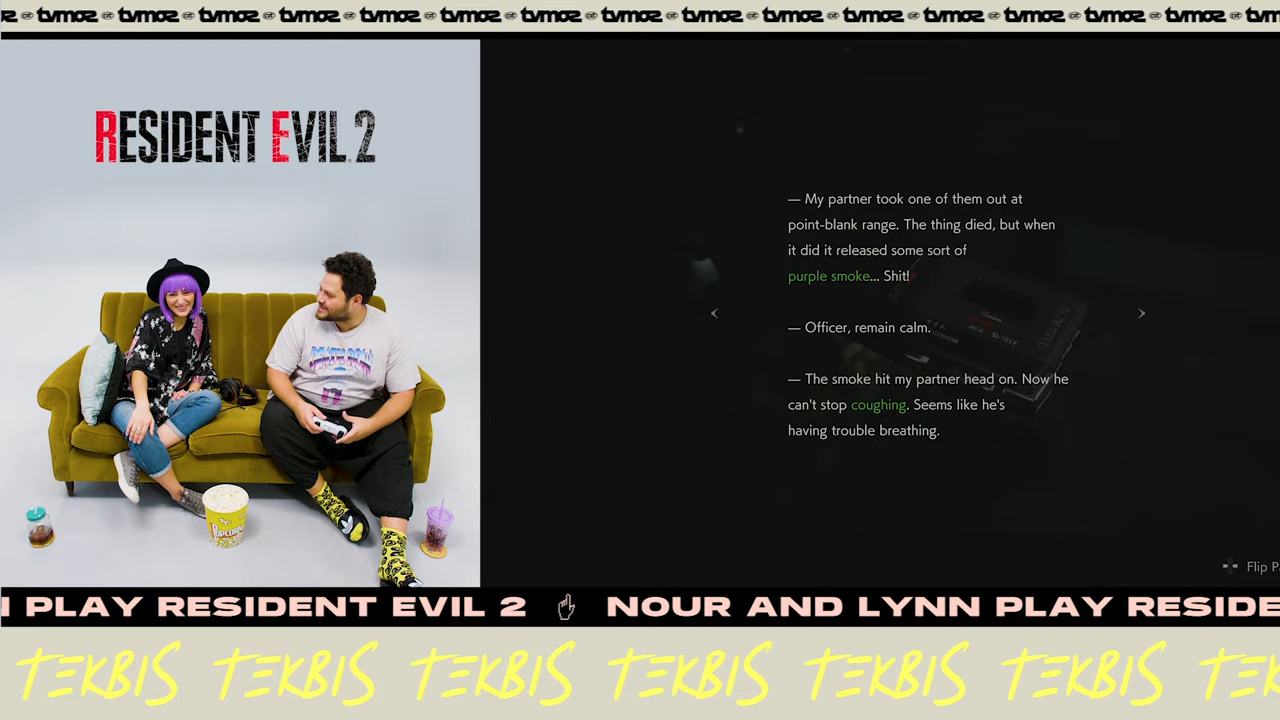 tvmoz tvmoz tvmoz tvmoz tvmoz tvmoz tvmoz tvmoz tvmoz tvmoz tvmoz tvmoz tvmoz tvmoz tvmoz
RESIDENT EVIL 2
— My partner took one of them out at
point-blank range. The thing died, but when
it did it released some sort of
purple smoke... Shit!
— Officer, remain calm.
— The smoke hit my partner head on. Now he
can't stop coughing. Seems like he's
having trouble breathing.
POPCORN
Flip
PLAY RESIDENT EVIL 2 NOUR AND LYNN PLAY RESIDE
TEKBIS TEKBIS TEKBIS TEKBIS TEKBIS TEKBIS TEK